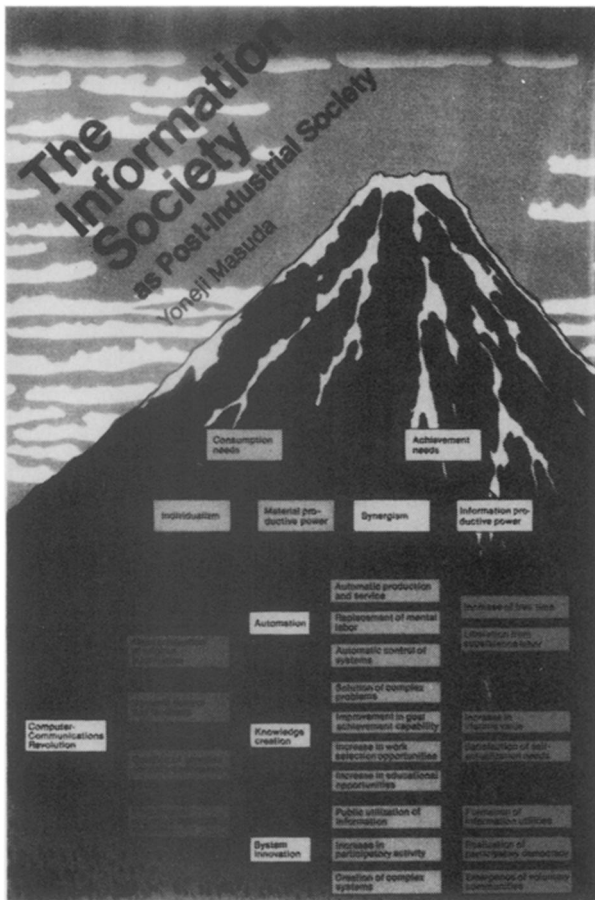 The
Information
Society
as Post-Industrial Society
Yoneji Masuda
Consumption
needs
Achievement
needs
Individualism
Material pro-
ductive power
Synergism
Information pro-
ductive power
Automatic production
and service
Increase of free time
Automation
Replacement of mental
labor
Liberation from
subsistence labor
Automatic control of
systems
Solution of complex
problems
Computer-
Communications
Revolution
Knowledge
creation
Improvement in goal
achievement capability
Increase in
Increase in work
selection opportunities
Satisfaction of self-
actualization needs
Increase in educational
opportunities
Public utilization of
information
Formation of
information utilities
System
innovation
Increase in
participatory activity
Realization of
participatory democracy
Creation of complex
systems
Emergence of voluntary
communities